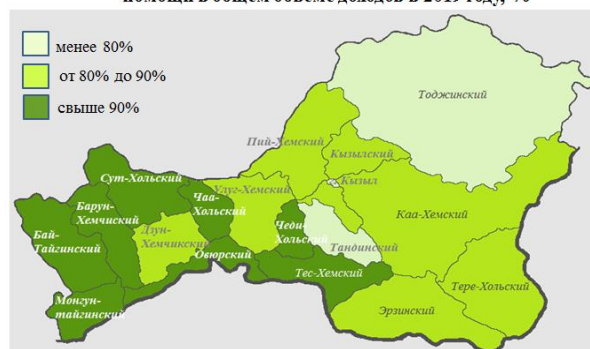 помощи в общем объеме доходов в 2019 году, %
менее 80%
от 80% до 90%
свыше 90%
Тоджинский
Пий-Хемский
Кызылский
Сут-Хольский
Кызыл
Улуг-Хемский
Чаа-
Хольский
Барун-
Хемчиский
Каа-Хемский
Чеди-
Хольский
Дзун-
Хемчикский
Бай-
Тайгинский
Тандинский
Овюрский
Тес-Хемский
Тере-Хольский
Монгун-
тайгинский
Эрзинский